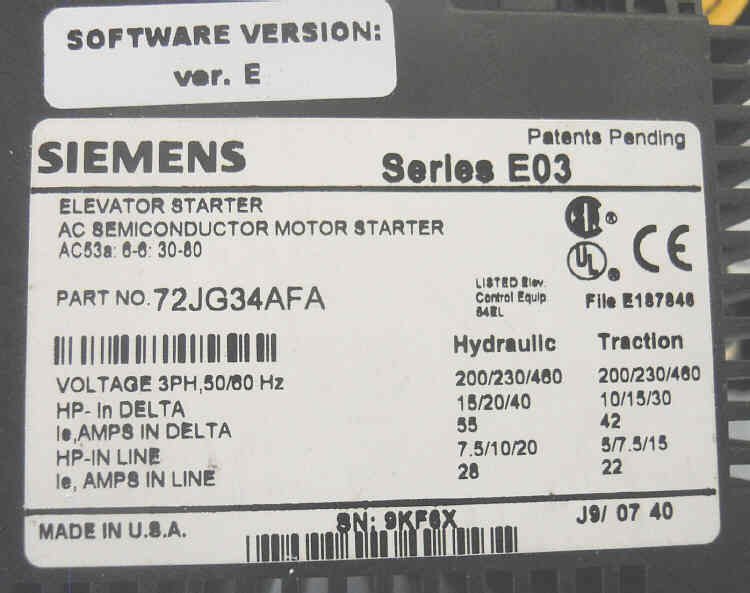 SOFTWARE VERSION:
ver. E
Patents Pending
SIEMENS Series E03
ELEVATOR STARTER
AC SEMICONDUCTOR MOTOR STARTER
AC53a: 6-6: 30-60
PART NO. 72JG34AFA
LISTED Elev.
Control Equip
84EL
UL
CE
File E187846
Hydraulic Traction
VOLTAGE 3PH,50/60 Hz 200/230/460 200/230/460
HP- In DELTA 15/20/40 10/15/30
Ie,AMPS IN DELTA 55 42
HP-IN LINE 7.5/10/20 5/7.5/15
Ie, AMPS IN LINE 28 22
MADE IN U.S.A. SN: 9KF6X J9/ 07 40